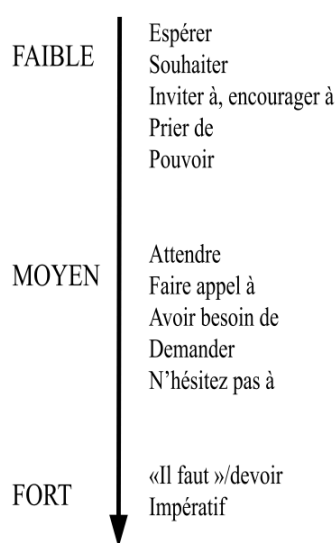 FAIBLE
Espérer
Souhaiter
Inviter à, encourager à
Prier de
Pouvoir
MOYEN
Attendre
Faire appel à
Avoir besoin de
Demander
N’hésitez pas à
FORT
«Il faut »/devoir
Impératif